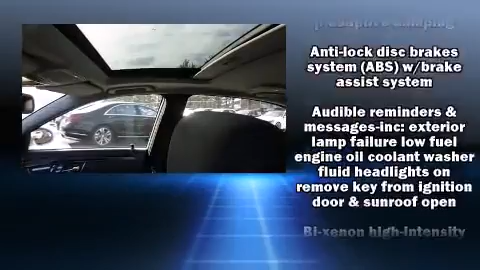 Anti-lock disc brakes
system (ABS) w/brake
assist system
Audible reminders &
messages-inc: exterior
lamp failure low fuel
engine oil coolant washer
fluid headlights on
remove key from ignition
door & sunroof open
Bi-xenon high-intensity